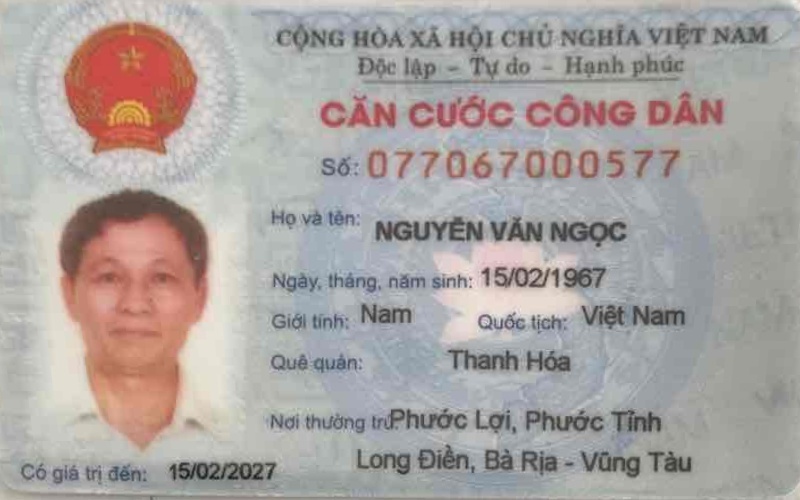 CỘNG HÒA XÃ HỘI CHỦ NGHĨA VIỆT NAM
Độc lập - Tự do - Hạnh phúc
CĂN CƯỚC CÔNG DÂN
Số: 077067000577
Họ và tên: NGUYỄN VĂN NGỌC
Ngày, tháng, năm sinh: 15/02/1967
Giới tính: Nam Quốc tịch: Việt Nam
Quê quán: Thanh Hóa
Nơi thường trú Phước Lợi, Phước Tỉnh
Long Điền, Bà Rịa - Vũng Tàu
Có giá trị đến: 15/02/2027